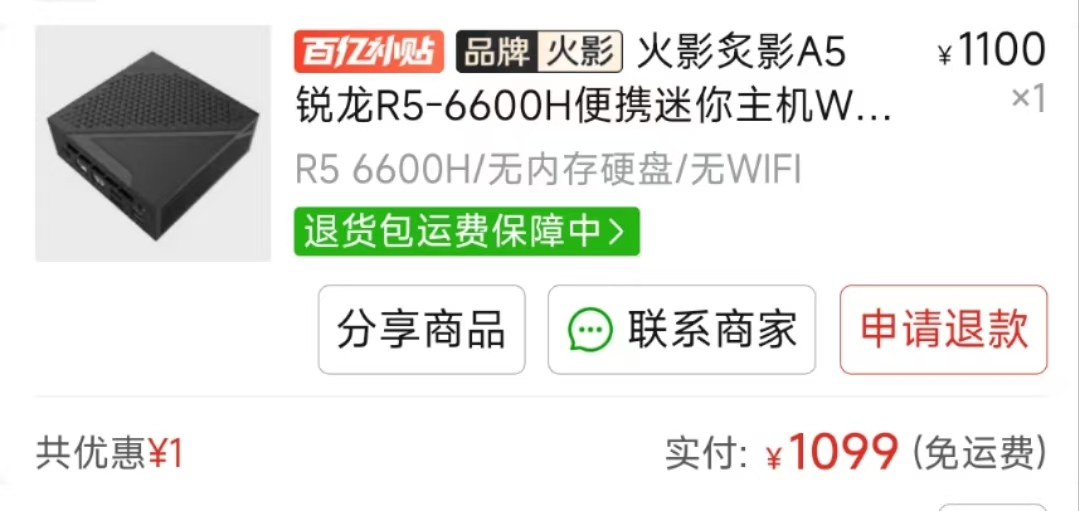 百亿补贴 品牌 火影 火影炙影A5 ¥1100
锐龙R5-6600H便携迷你主机W... ×1
R5 6600H/无内存硬盘/无WIFI
退货包运费保障中>
分享商品 联系商家 申请退款
共优惠¥1 实付: ¥1099 (免运费)